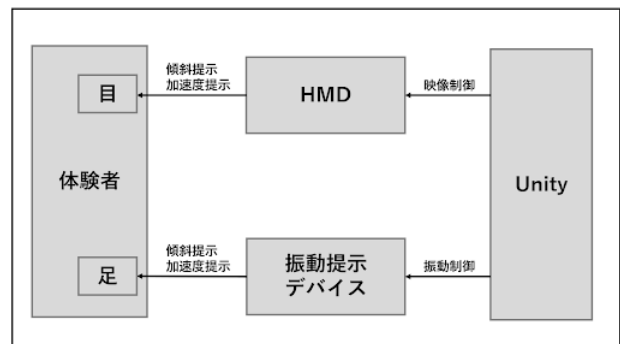 目
傾斜提示
加速度提示
HMD
映像制御
体験者
Unity
足
傾斜提示
加速度提示
振動提示
デバイス
振動制御